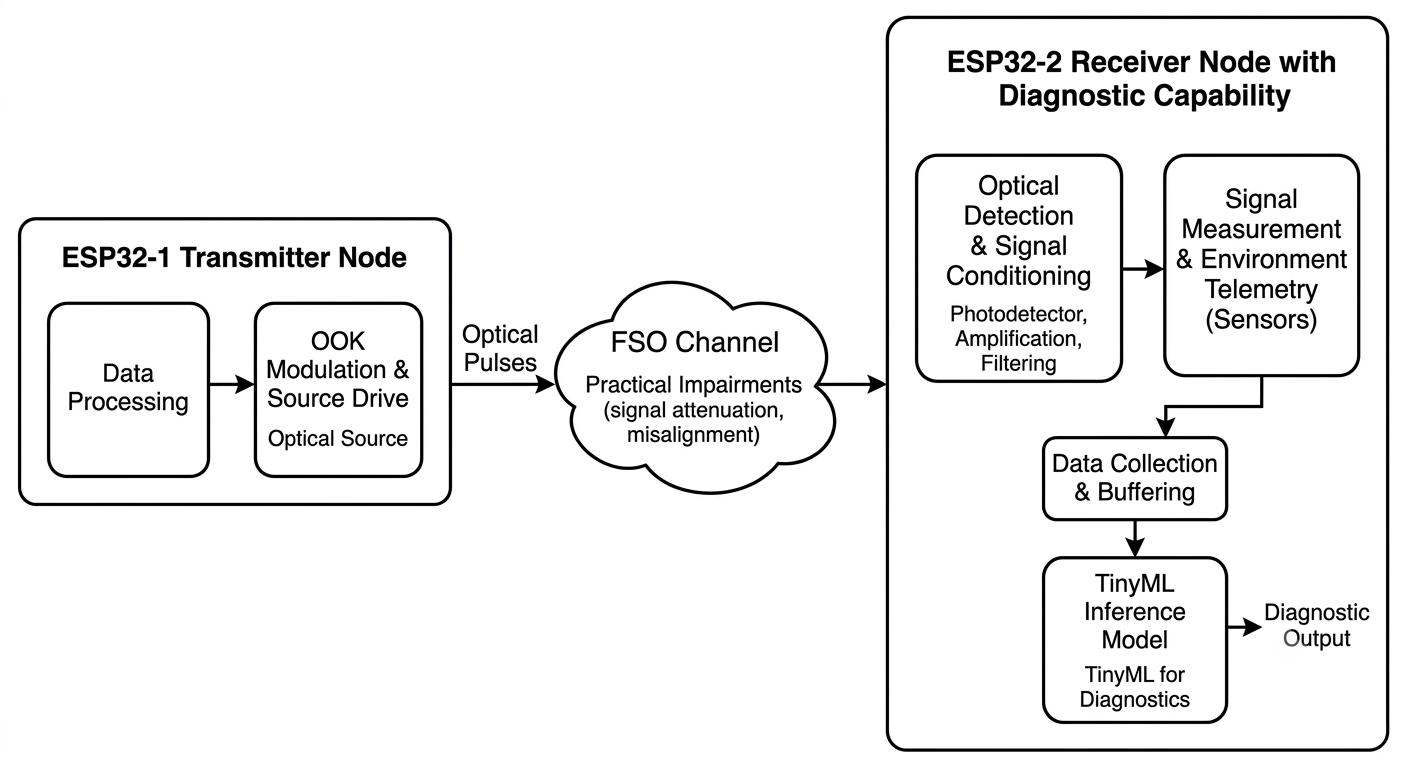 ESP32-1 Transmitter Node
Data
Processing
OOK
Modulation &
Source Drive
Optical Source
Optical
Pulses
FSO Channel
Practical Impairments
(signal attenuation,
misalignment)
ESP32-2 Receiver Node with
Diagnostic Capability
Optical
Detection
& Signal
Conditioning
Photodetector,
Amplification,
Filtering
Signal
Measurement
& Environment
Telemetry
(Sensors)
Data Collection
& Buffering
TinyML
Inference
Model
TinyML for
Diagnostics
Diagnostic
Output